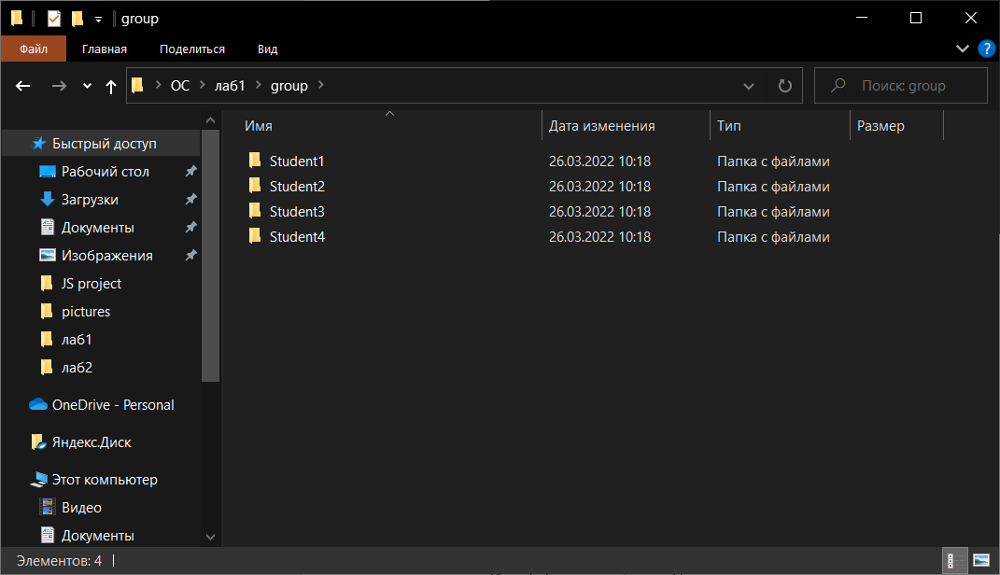 group
Файл Главная Поделиться Вид
ОС лаб1 group Поиск: group
Имя Дата изменения Тип Размер
Student1 26.03.2022 10:18 Папка с файлами
Student2 26.03.2022 10:18 Папка с файлами
Student3 26.03.2022 10:18 Папка с файлами
Student4 26.03.2022 10:18 Папка с файлами
Быстрый доступ
Рабочий стол
Загрузки
Документы
Изображения
JS project
pictures
лаб1
лаб2
OneDrive - Personal
Яндекс.Диск
Этот компьютер
Видео
Документы
Элементов: 4